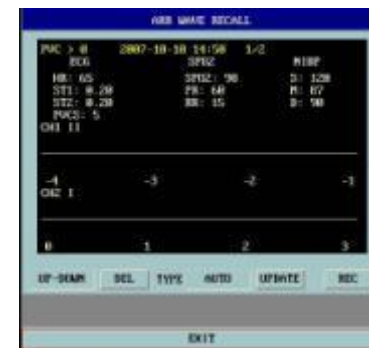 ARR WAVE RECALL
PVC > 0 2007-10-10 14:50 1/2
ECG SPO2 NIBP
HR: 65 SPO2: 98 S: 120
ST1: 0.20 PR: 60 M: 87
ST2: 0.20 RR: 15 D: 90
PVCS: 5
CH1 II
-4 -3 -2 -1
CH2 I
0 1 2 3
UP-DOWN DEL TYPE AUTO UPDATE REC
EXIT